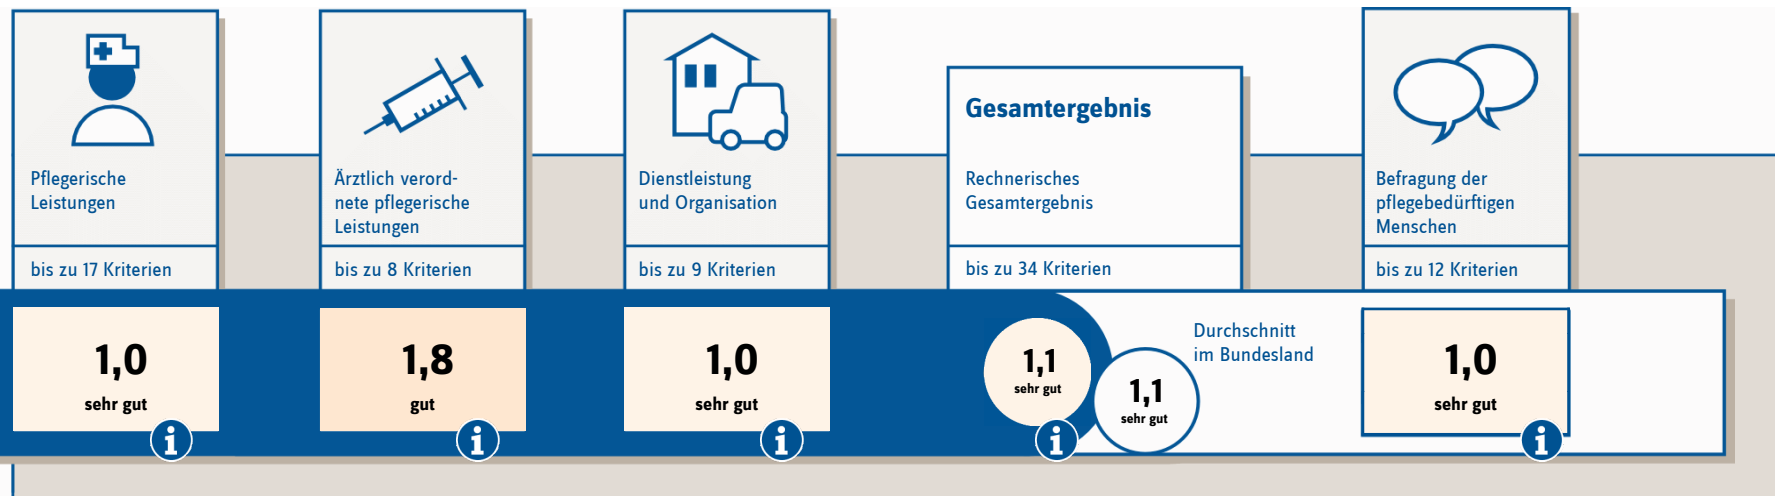 Pflegerische
Leistungen
bis zu 17 Kriterien
1,0
sehr gut
i
Ärztlich verord-
nete pflegerische
Leistungen
bis zu 8 Kriterien
1,8
gut
i
Dienstleistung
und Organisation
bis zu 9 Kriterien
1,0
sehr gut
i
Gesamtergebnis
Rechnerisches
Gesamtergebnis
bis zu 34 Kriterien
1,1
sehr gut
i
1,1
sehr gut
Durchschnitt
im Bundesland
Befragung der
pflegebedürftigen
Menschen
bis zu 12 Kriterien
1,0
sehr gut
i